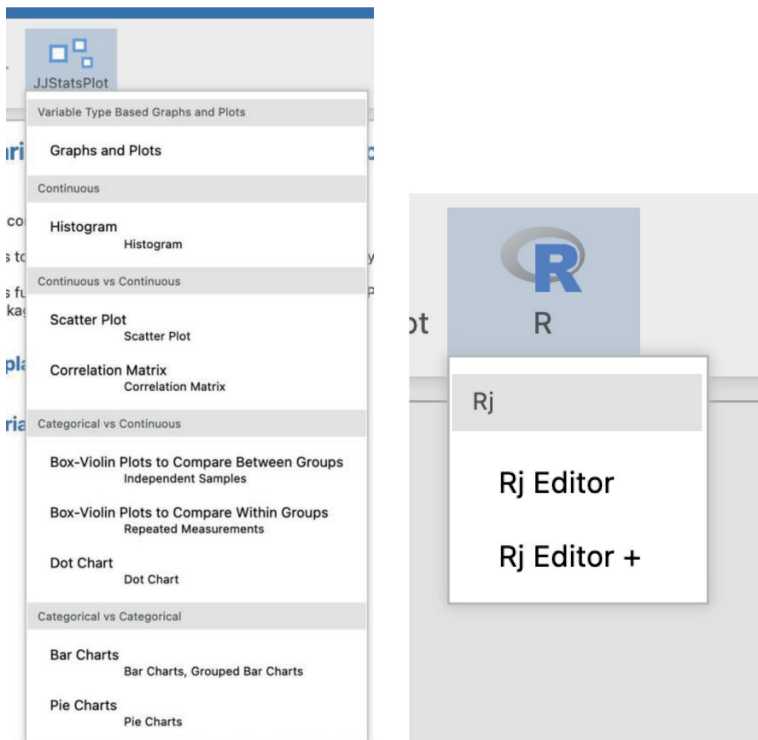 JJStatsPlot
Variable Type Based Graphs and Plots
Graphs and Plots
Continuous
Histogram
Histogram
Continuous vs Continuous
Scatter Plot
Scatter Plot
Correlation Matrix
Correlation Matrix
Categorical vs Continuous
Box-Violin Plots to Compare Between Groups
Independent Samples
Box-Violin Plots to Compare Within Groups
Repeated Measurements
Dot Chart
Dot Chart
Categorical vs Categorical
Bar Charts
Bar Charts, Grouped Bar Charts
Pie Charts
Pie Charts
R
R
Rj
Rj Editor
Rj Editor +